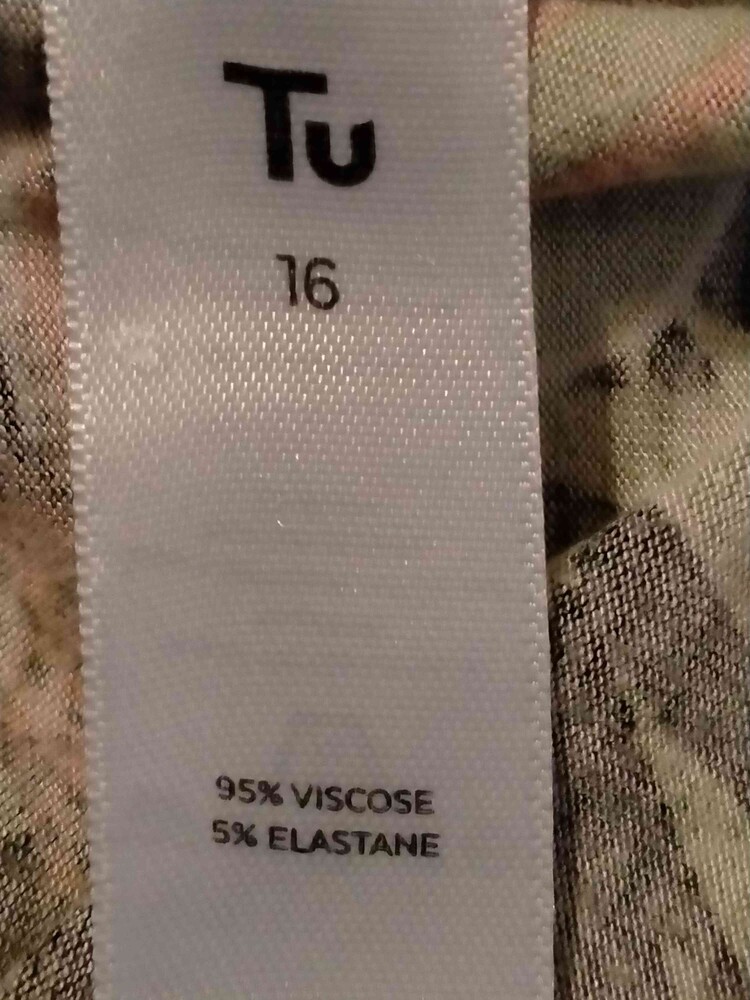 Tu
16
95% VISCOSE
5% ELASTANE